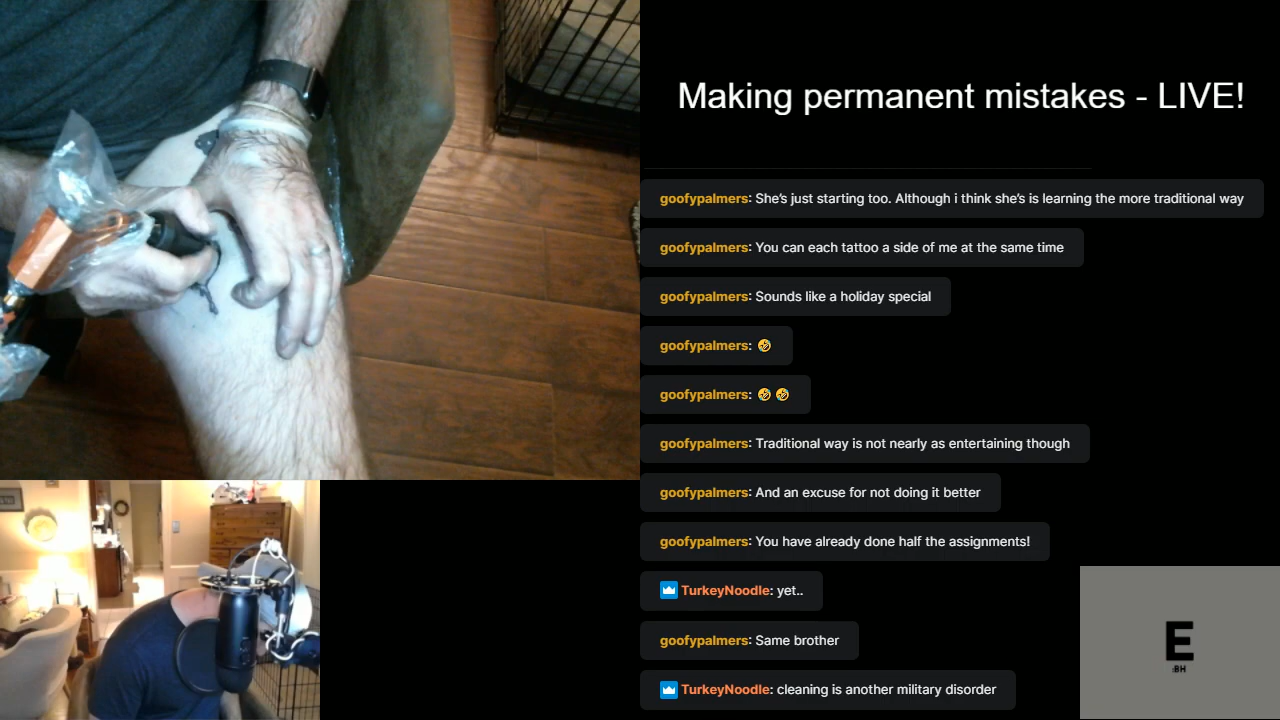 Making permanent mistakes - LIVE!
goofypalmers: She's just starting too. Although i think she's is learning the more traditional way
goofypalmers: You can each tattoo a side of me at the same time
goofypalmers: Sounds like a holiday special
goofypalmers: 🤣
goofypalmers: 🤣 🤣
goofypalmers: Traditional way is not nearly as entertaining though
goofypalmers: And an excuse for not doing it better
goofypalmers: You have already done half the assignments!
TurkeyNoodle: yet..
goofypalmers: Same brother
TurkeyNoodle: cleaning is another military disorder
E
:BH